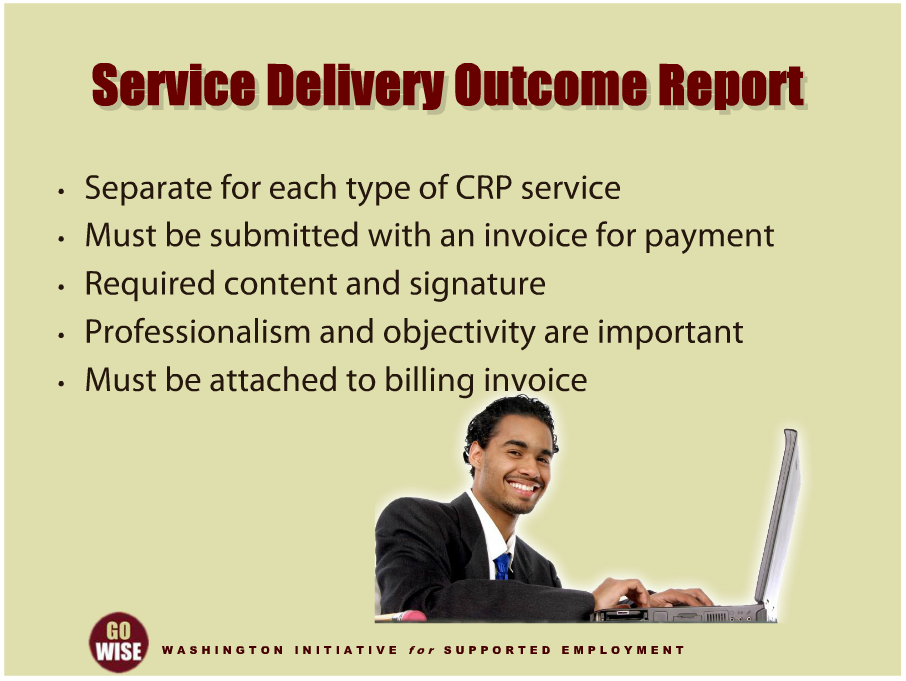 Service Delivery Outcome Report
• Separate for each type of CRP service
• Must be submitted with an invoice for payment
• Required content and signature
• Professionalism and objectivity are important
• Must be attached to billing invoice
GO
WISE
WASHINGTON INITIATIVE for SUPPORTED EMPLOYMENT